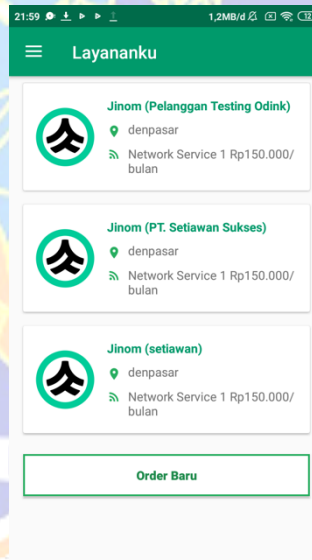 21:59 1,2MB/d 12
Layananku
Jinom (Pelanggan Testing Odink)
denpasar
Network Service 1 Rp150.000/
bulan
Jinom (PT. Setiawan Sukses)
denpasar
Network Service 1 Rp150.000/
bulan
Jinom (setiawan)
denpasar
Network Service 1 Rp150.000/
bulan
Order Baru